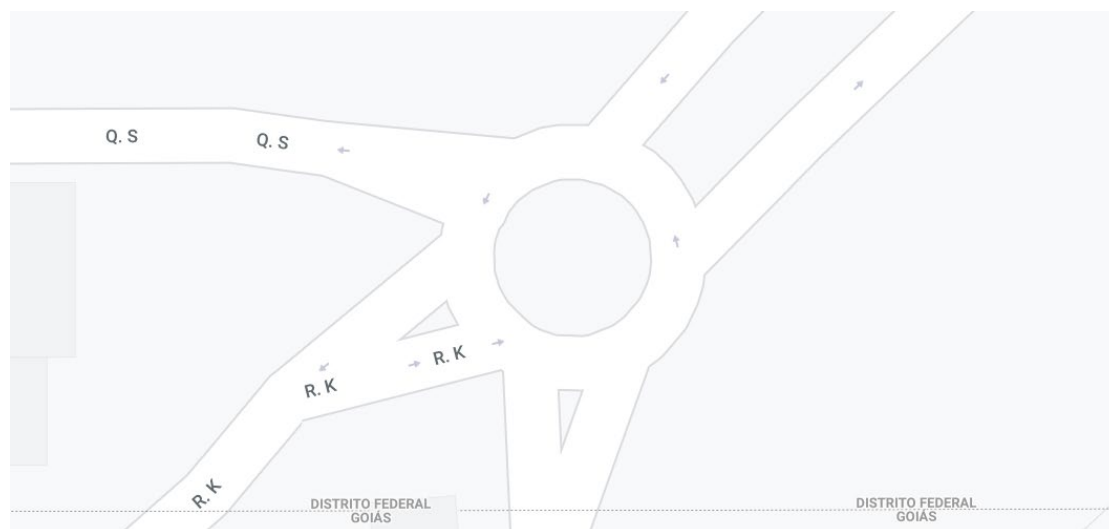 Q. S
Q. S
R. K
R. K
R. K
DISTRITO FEDERAL
GOIÁS
DISTRITO FEDERAL
GOIÁS